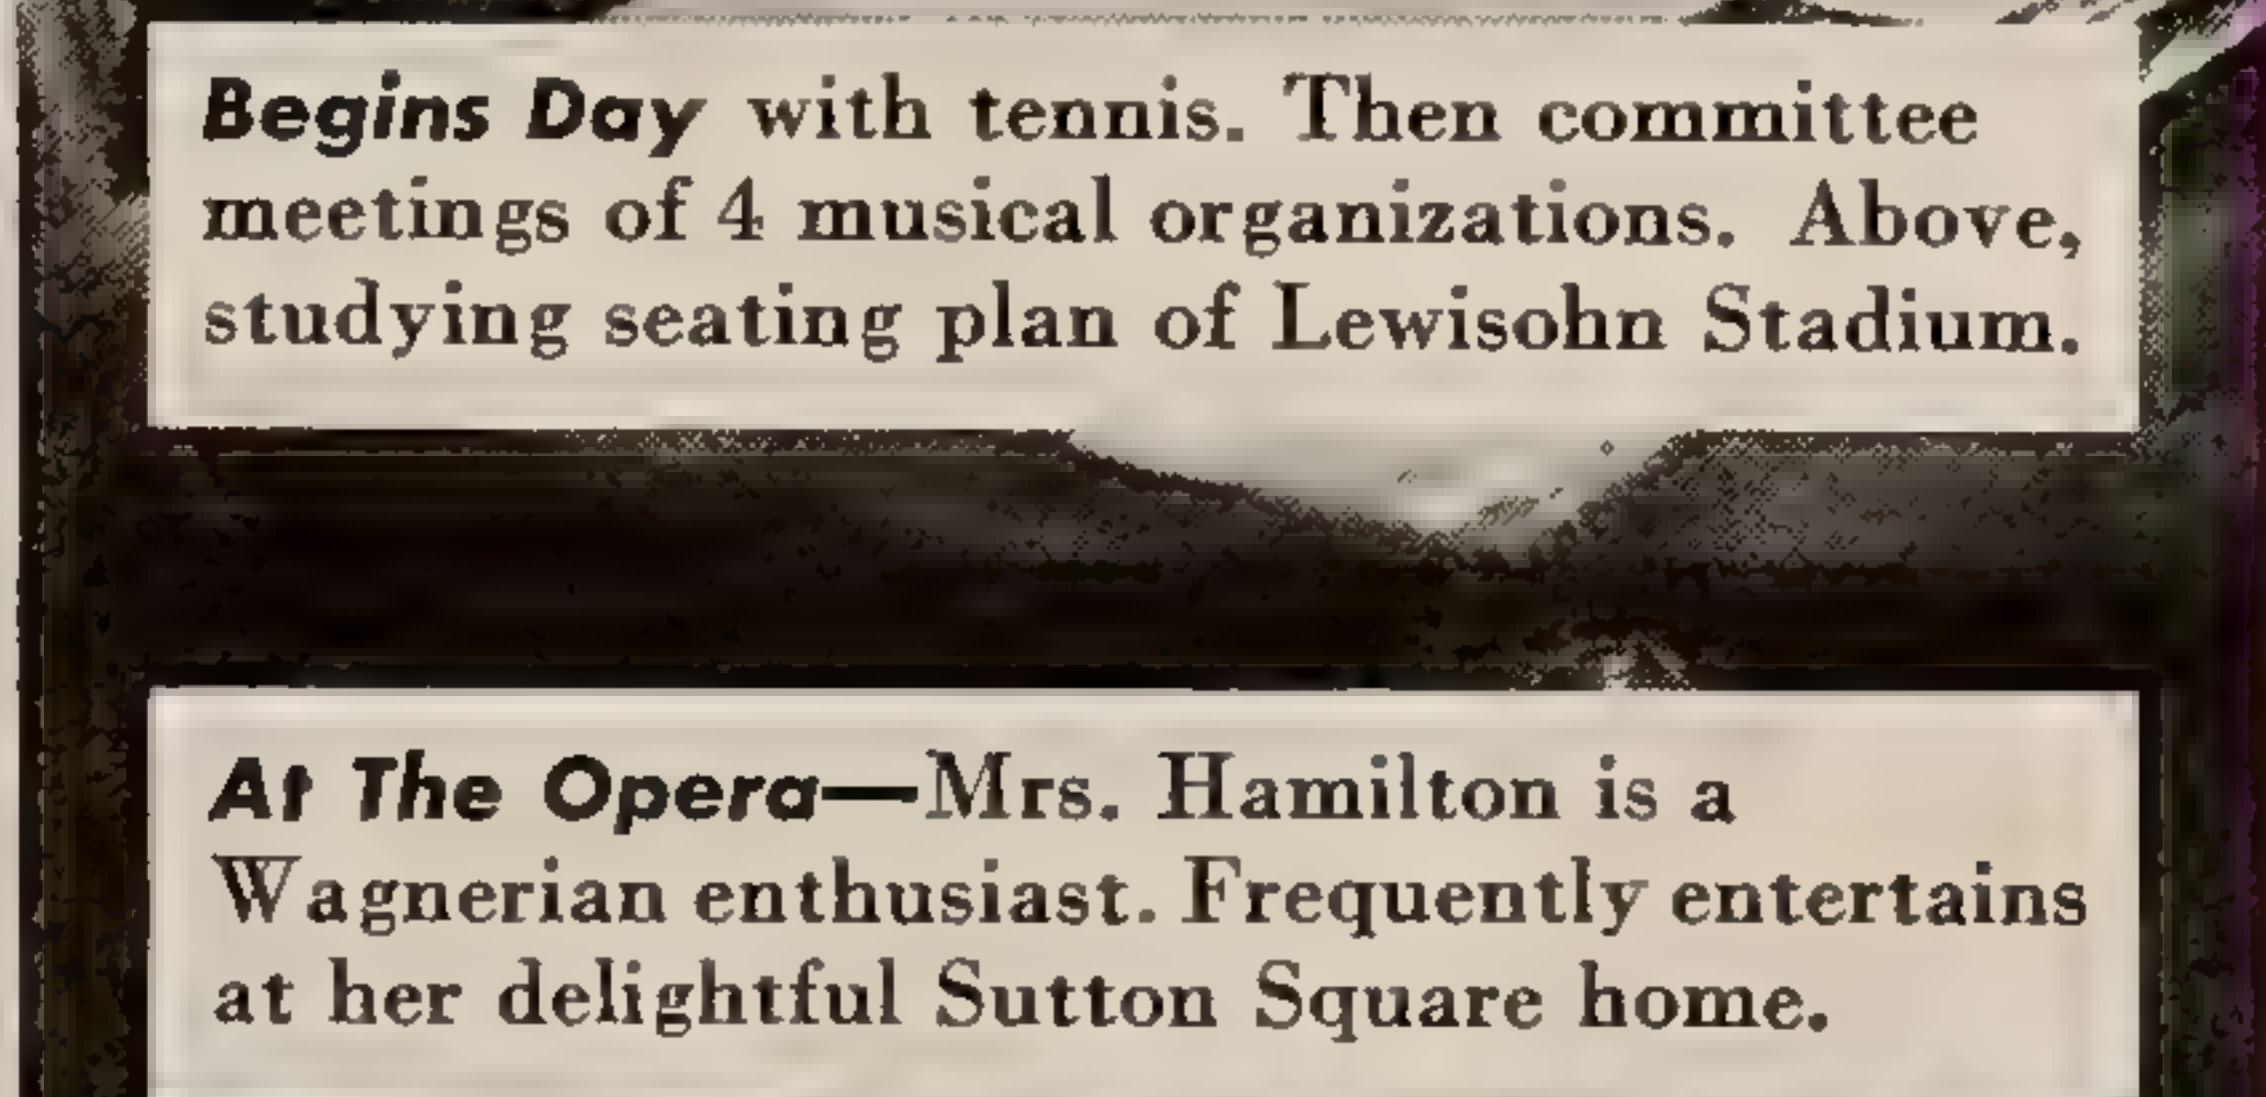 Begins Day with tennis. Then committee
meetings of 4 musical organizations. Above,
studying seating plan of Lewisohn Stadium.
At The Opera—Mrs. Hamilton is a
Wagnerian enthusiast. Frequently entertains
at her delightful Sutton Square home.